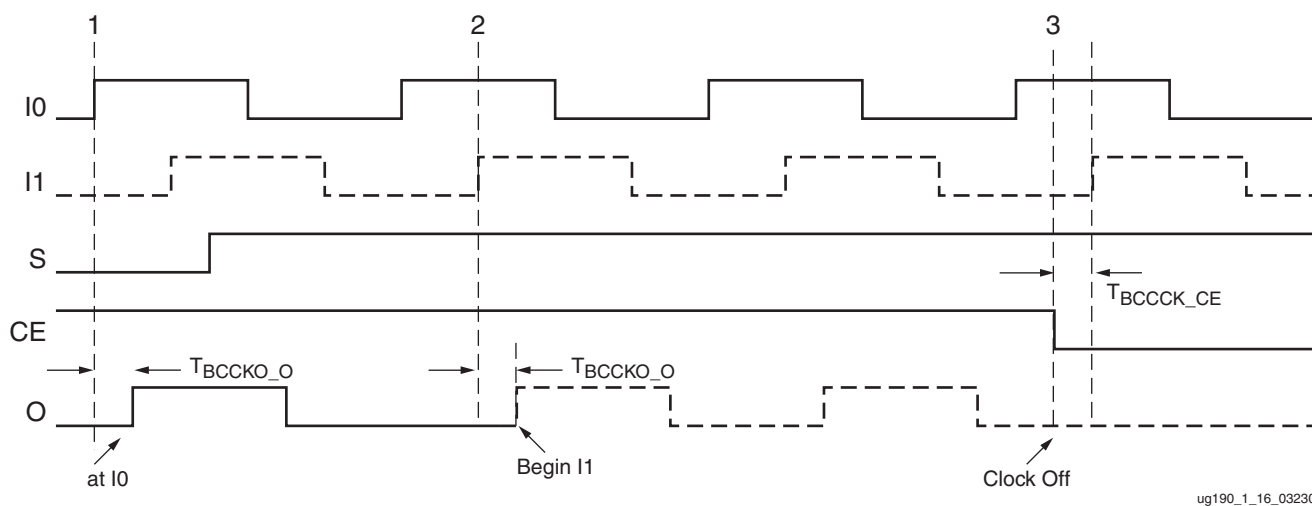 1 2 3
I0
I1
S
T_BCCCK_CE
CE
T_BCCKO_O T_BCCKO_O
O
at I0 Begin I1 Clock Off
ug190_1_16_03230